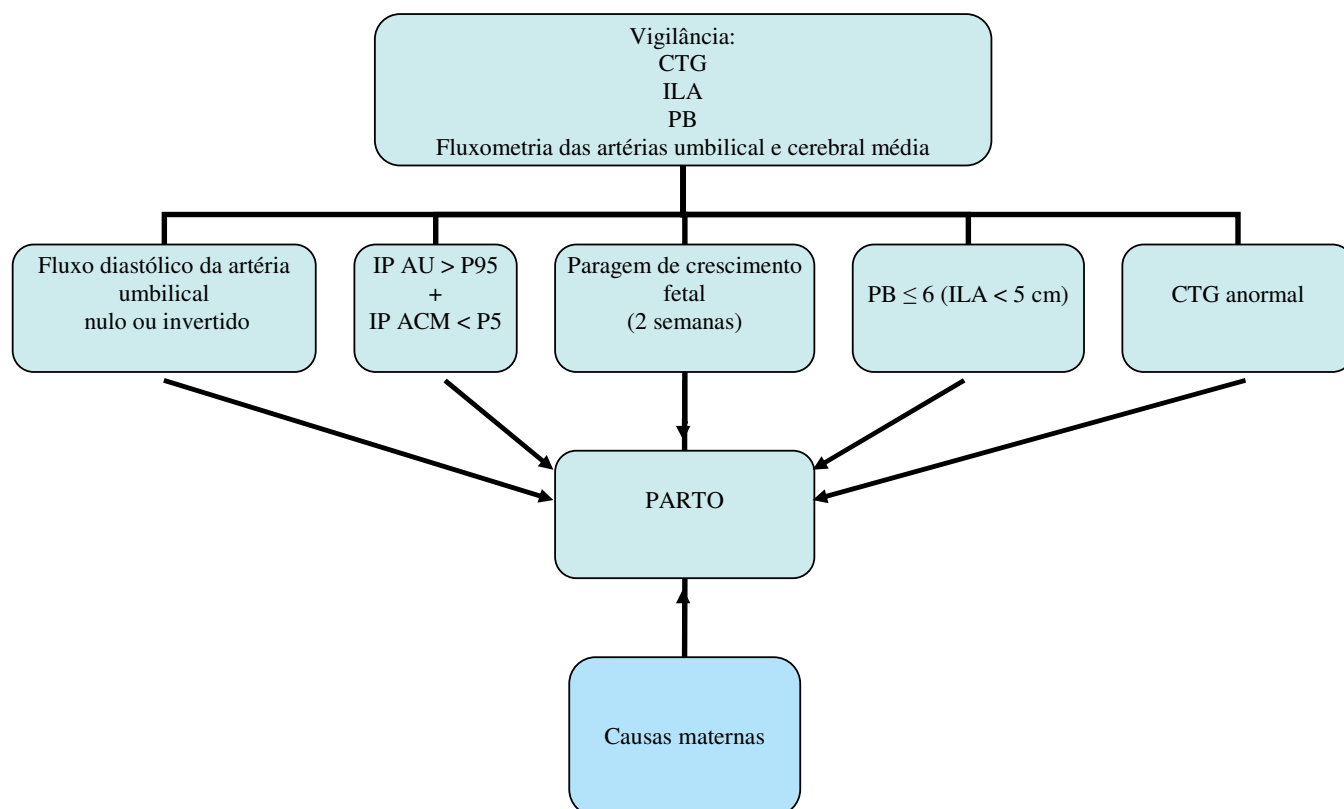 Vigilância:
CTG
ILA
PB
Fluxometria das artérias umbilical e cerebral média
Fluxo diastólico da artéria
umbilical
nulo ou invertido
IP AU > P95
+
IP ACM < P5
Paragem de crescimento
fetal
(2 semanas)
PB ≤ 6 (ILA < 5 cm)
CTG anormal
PARTO
Causas maternas